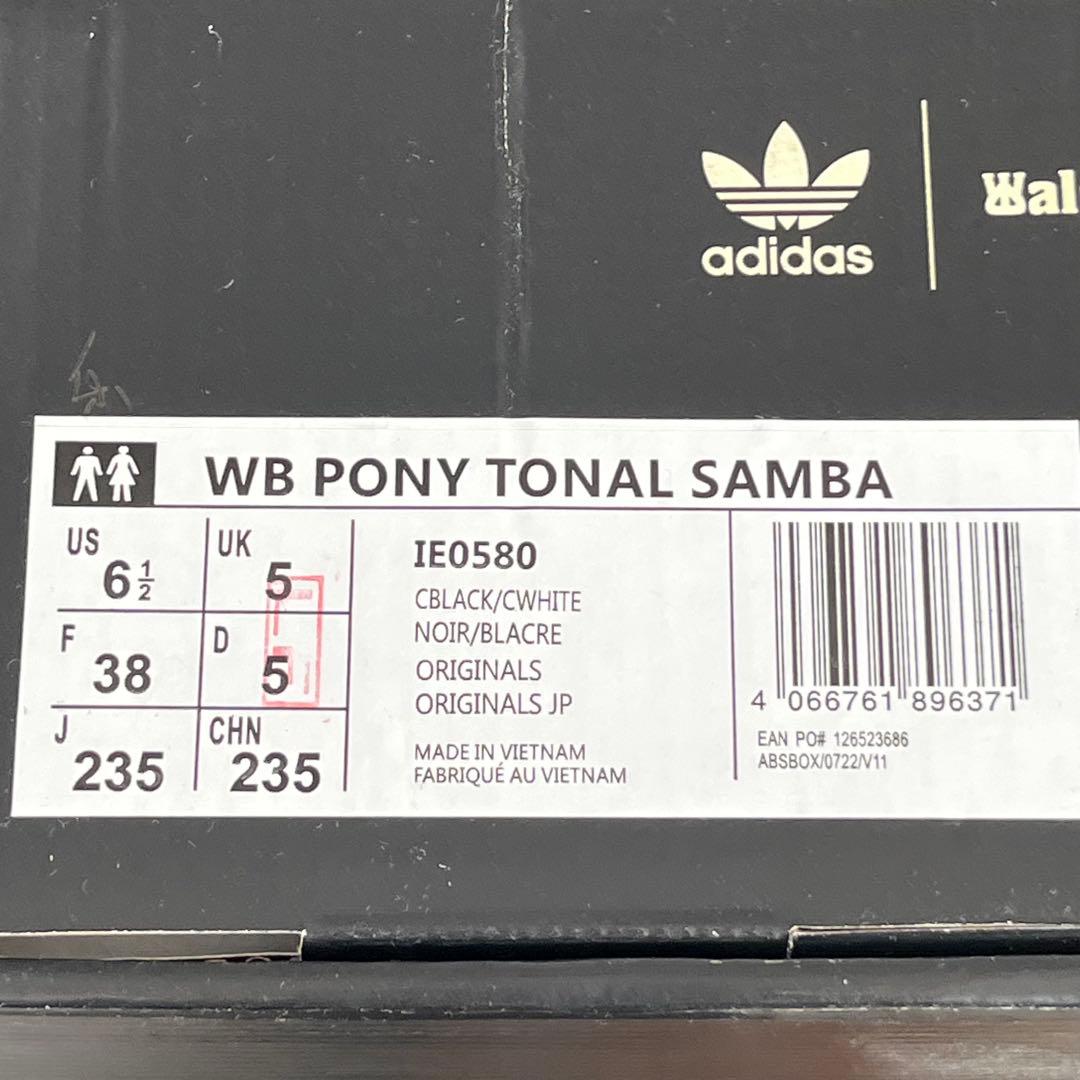 adidas
Wal
WB PONY TONAL SAMBA
US
6½
UK
5
F
38
D
5
J
235
CHN
235
IE0580
CBLACK/CWHITE
NOIR/BLACRE
ORIGINALS
ORIGINALS JP
MADE IN VIETNAM
FABRIQUÉ AU VIETNAM
4 066761 896371
EAN PO# 126523686
ABSBOX/0722/V11